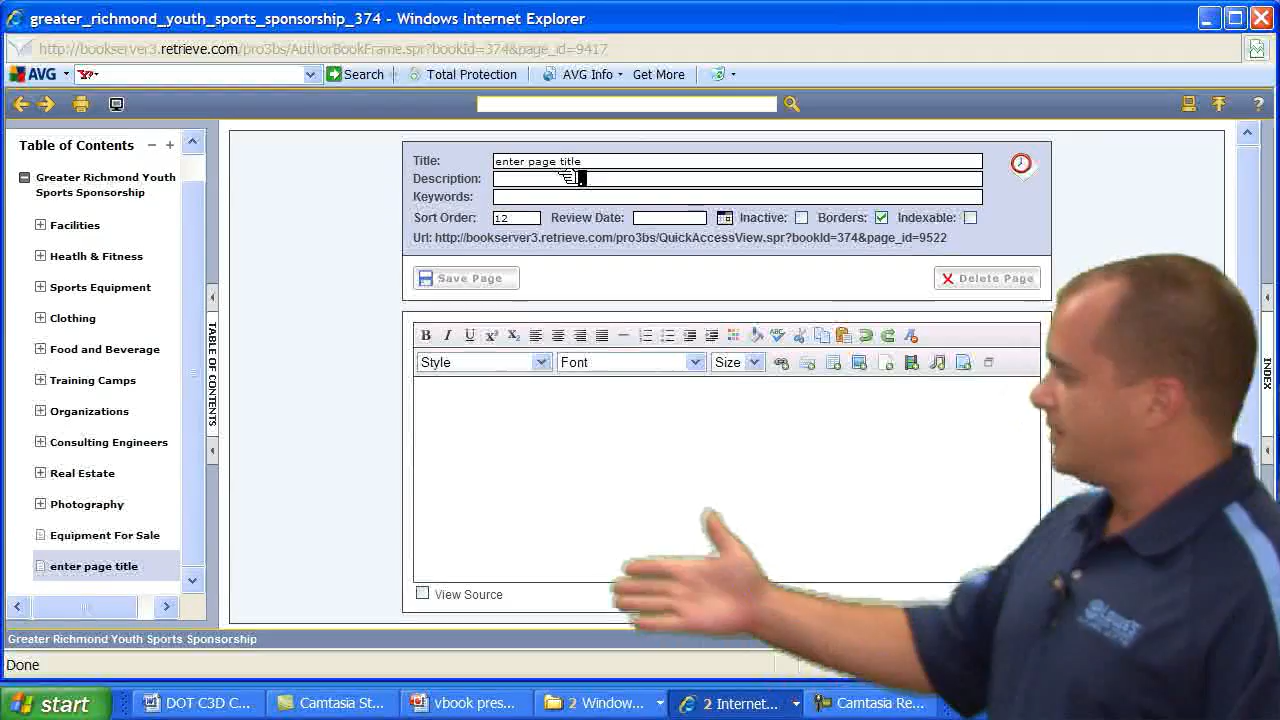 greater_richmond_youth_sports_sponsorship_374 - Windows Internet Explorer
http://bookserver3.retrieve.com/pro3bs/AuthorBookFrame.spr?bookid=374&page_id=9417
AVG Y! Search Total Protection AVG Info Get More
?
Table of Contents − +
Greater Richmond Youth
Sports Sponsorship
Facilities
Heatlh & Fitness
Sports Equipment
Clothing
Food and Beverage
Training Camps
Organizations
Consulting Engineers
Real Estate
Photography
Equipment For Sale
enter page title
TABLE OF CONTENTS
Title: enter page title
Description:
Keywords:
Sort Order: 12 Review Date: Inactive: Borders: Indexable:
Url: http://bookserver3.retrieve.com/pro3bs/QuickAccessView.spr?bookId=374&page_id=9522
Save Page Delete Page
B I U x² x₂
Style Font Size
View Source
INDEX
Greater Richmond Youth Sports Sponsorship
Done
start DOT C3D C... Camtasia St... vbook pres... 2 Window... 2 Internet... Camtasia Re...